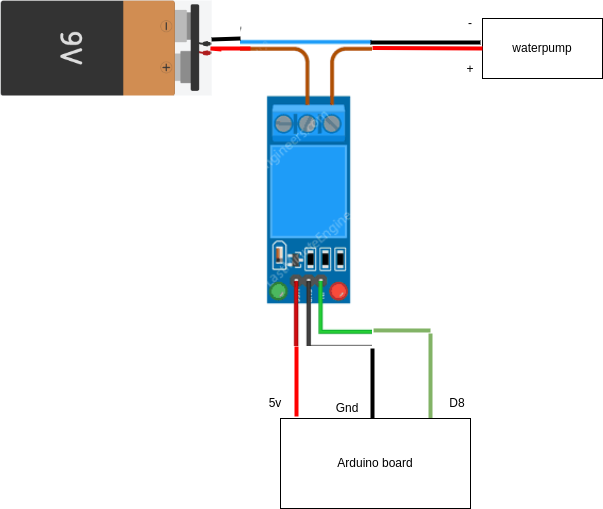 9V
-
waterpump
+
5v
Gnd
D8
Arduino board